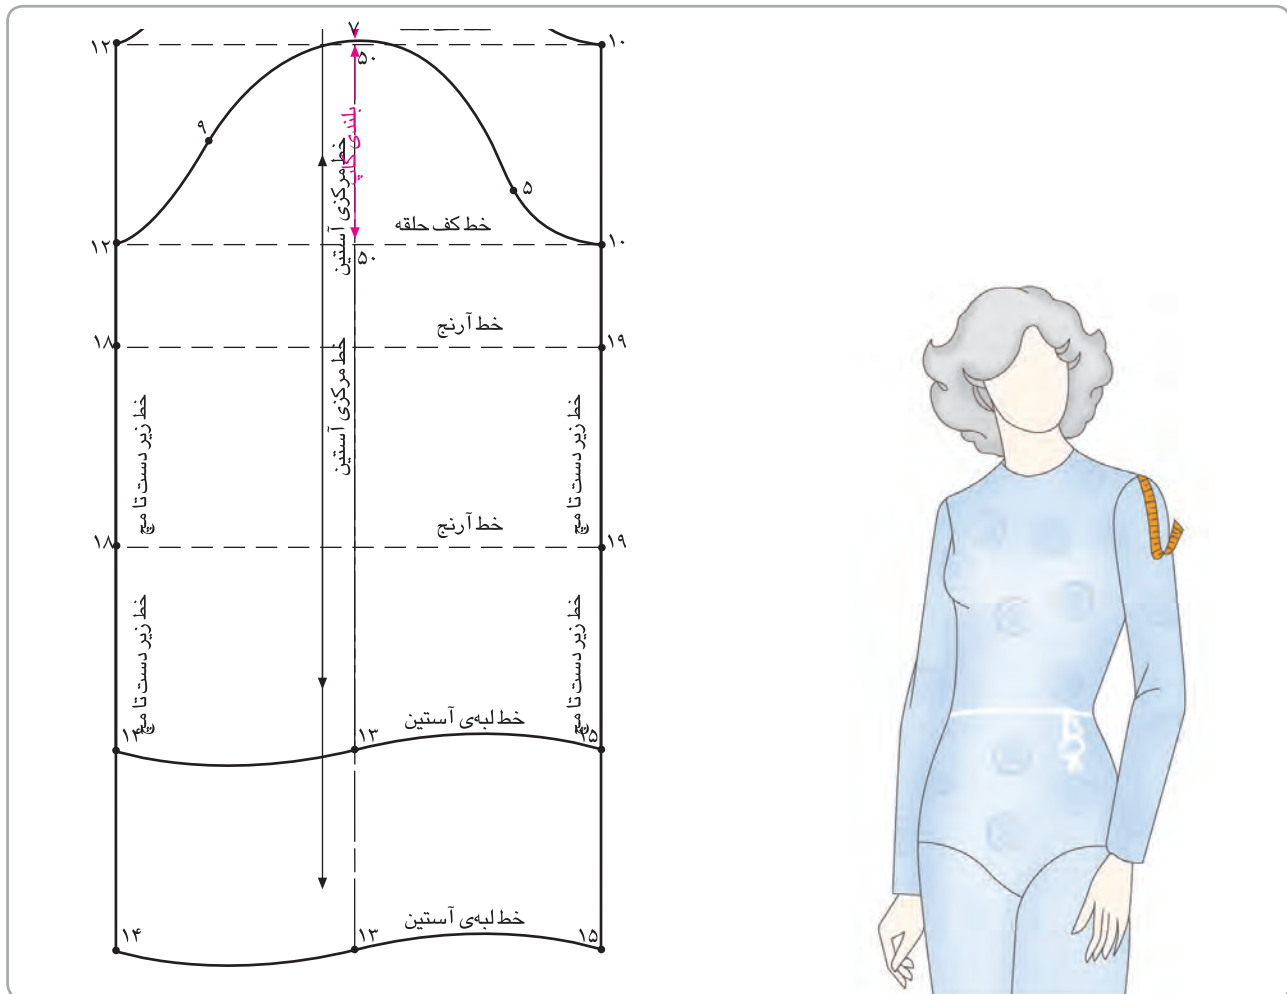 ۷
۱۲
۱۰
۵۰
۹
بلندی کاپ
خط مرکزی آستین
۵
خط کف حلقه
۱۲
۱۰
۵۰
خط آرنج
۱۸
۱۹
خط مرکزی آستین
خط زیر دست تا مچ
خط زیر دست تا مچ
خط آرنج
۱۸
۱۹
خط زیر دست تا مچ
خط زیر دست تا مچ
خط لبه‌ی آستین
۱۴
۱۳
۱۵
خط لبه‌ی آستین
۱۴
۱۳
۱۵